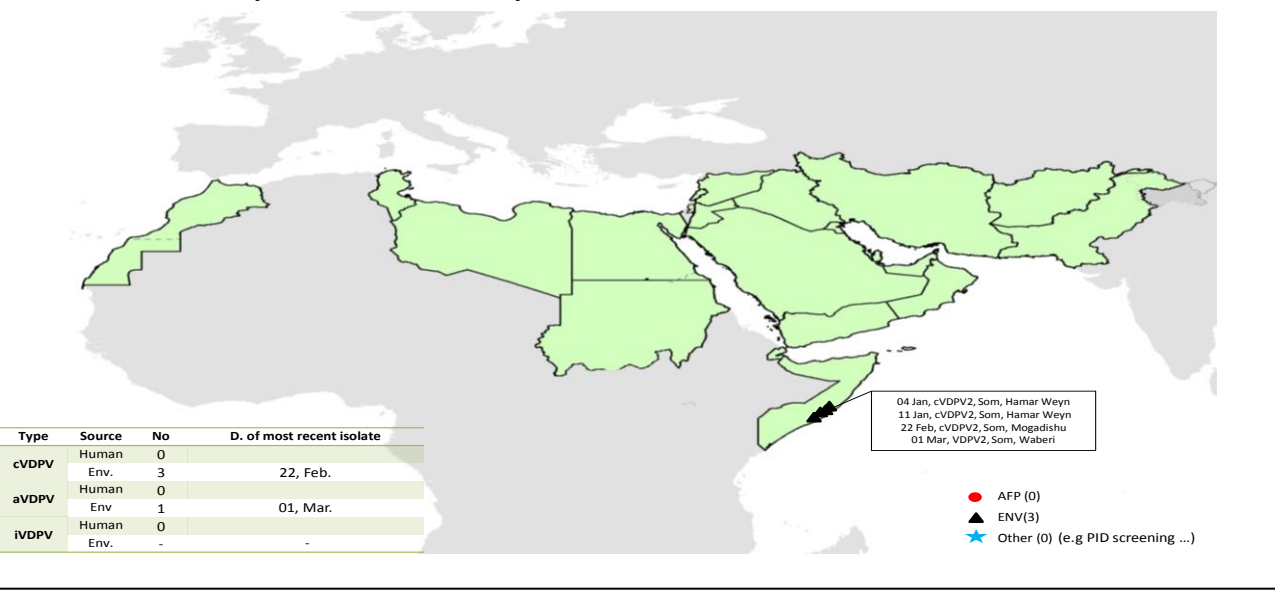 04 Jan, cVDPV2, Som, Hamar Weyn
11 Jan, cVDPV2, Som, Hamar Weyn
22 Feb, cVDPV2, Som, Mogadishu
01 Mar, VDPV2, Som, Waberi
Type Source No D. of most recent isolate
cVDPV Human 0
Env. 3 22, Feb.
aVDPV Human 0
Env 1 01, Mar.
iVDPV Human 0
Env. - -
AFP (0)
ENV(3)
Other (0) (e.g PID screening ...)